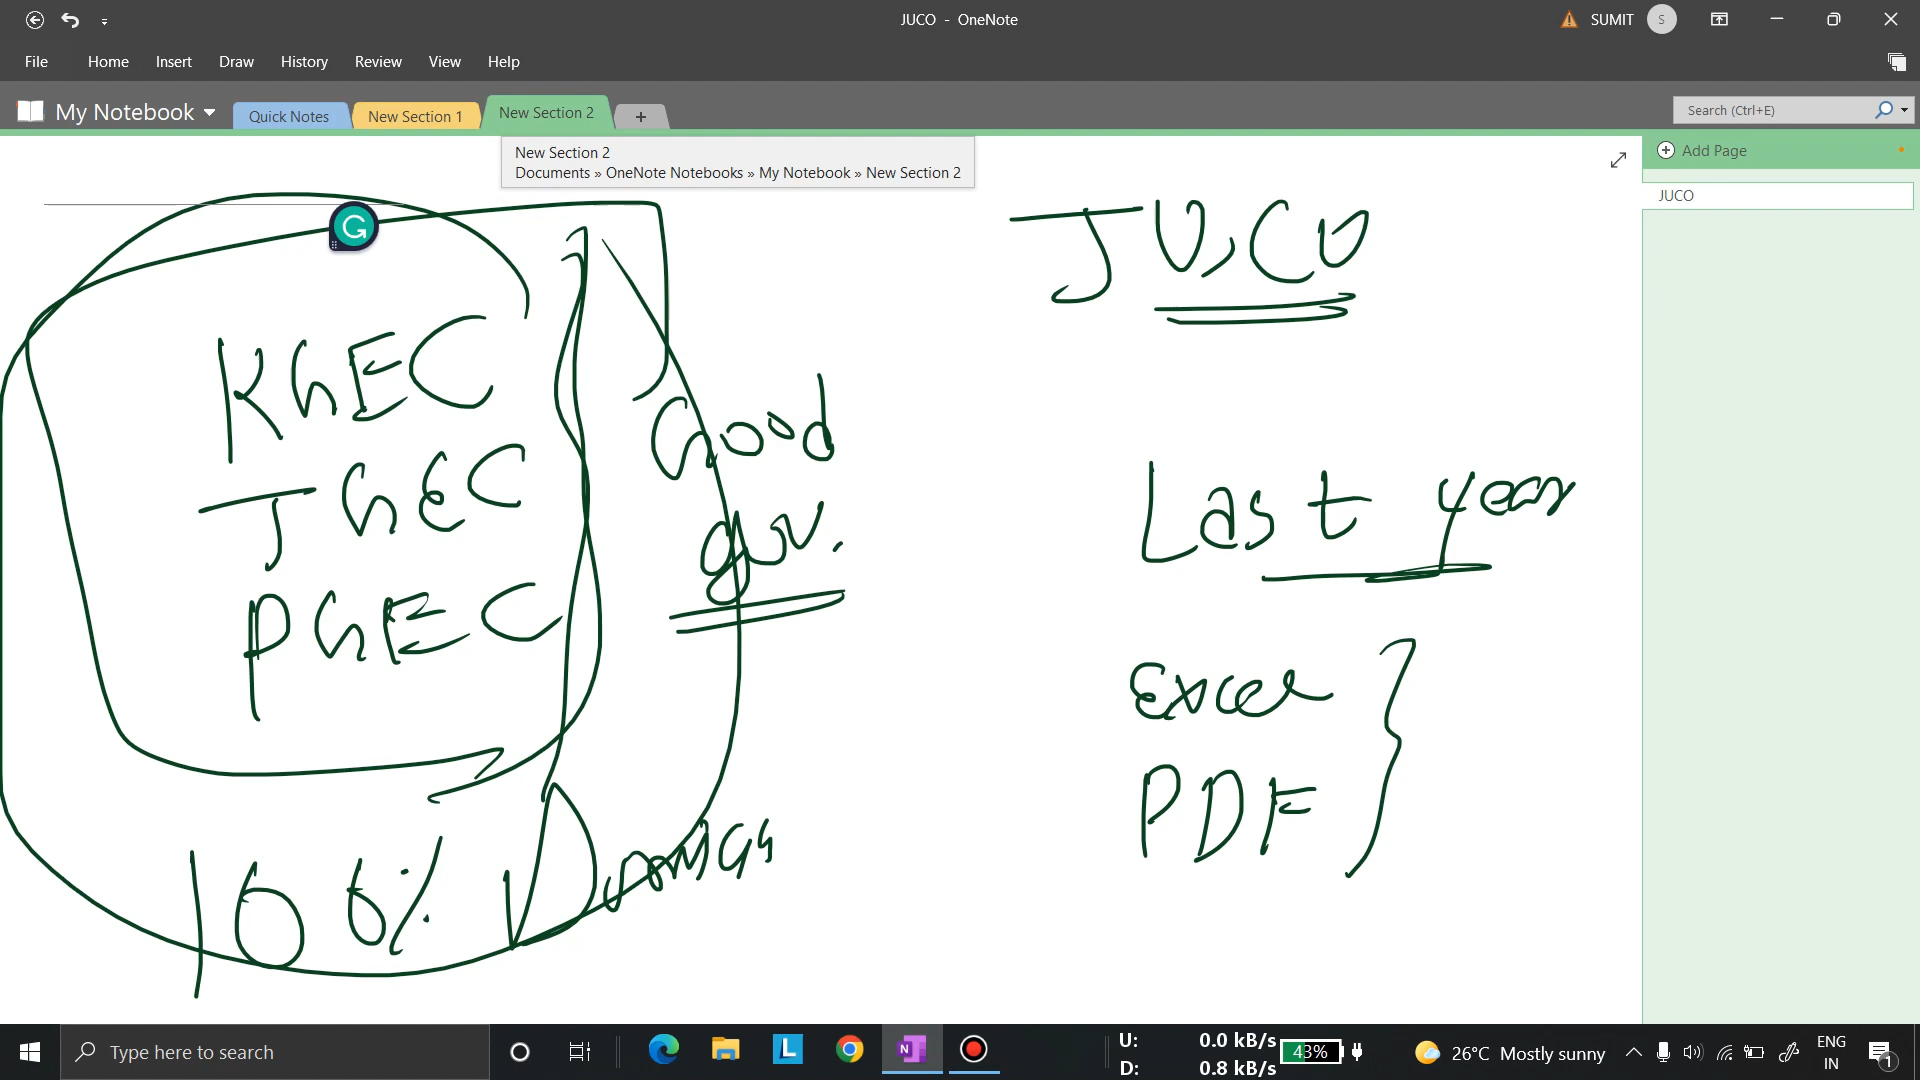 JUCO - OneNote
SUMIT
S
File Home Insert Draw History Review View Help
My Notebook
Quick Notes
New Section 1
New Section 2
+
Search (Ctrl+E)
New Section 2
Documents » OneNote Notebooks » My Notebook » New Section 2
Add Page
JUCO
JUCO
KGEC
JGEC
PGEC
Good
gov.
100%
Last year
Excel
PDF
Type here to search
U: 0.0 kB/s
D: 0.8 kB/s
43%
26°C Mostly sunny
ENG
IN
1